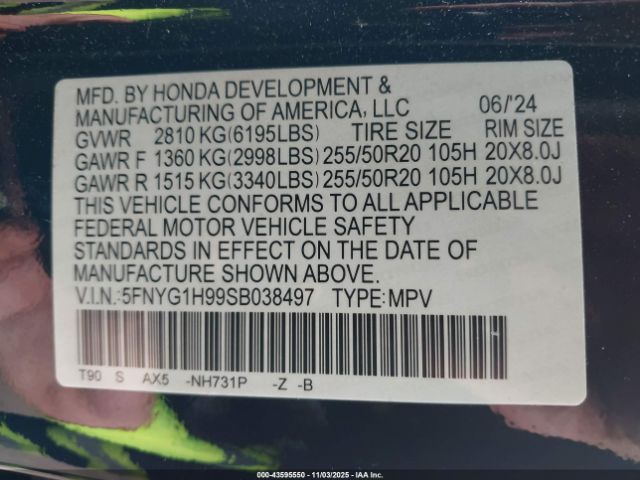 MFD. BY HONDA DEVELOPMENT &
MANUFACTURING OF AMERICA, LLC 06/'24
GVWR 2810 KG(6195LBS) TIRE SIZE RIM SIZE
GAWR F 1360 KG(2998LBS) 255/50R20 105H 20X8.0J
GAWR R 1515 KG(3340LBS) 255/50R20 105H 20X8.0J
THIS VEHICLE CONFORMS TO ALL APPLICABLE
FEDERAL MOTOR VEHICLE SAFETY
STANDARDS IN EFFECT ON THE DATE OF
MANUFACTURE SHOWN ABOVE.
V.I.N.:5FNYG1H99SB038497 TYPE:MPV
T90 S AX5 -NH731P -Z -B
000-43595550 - 11/03/2025 - © IAA, Inc.